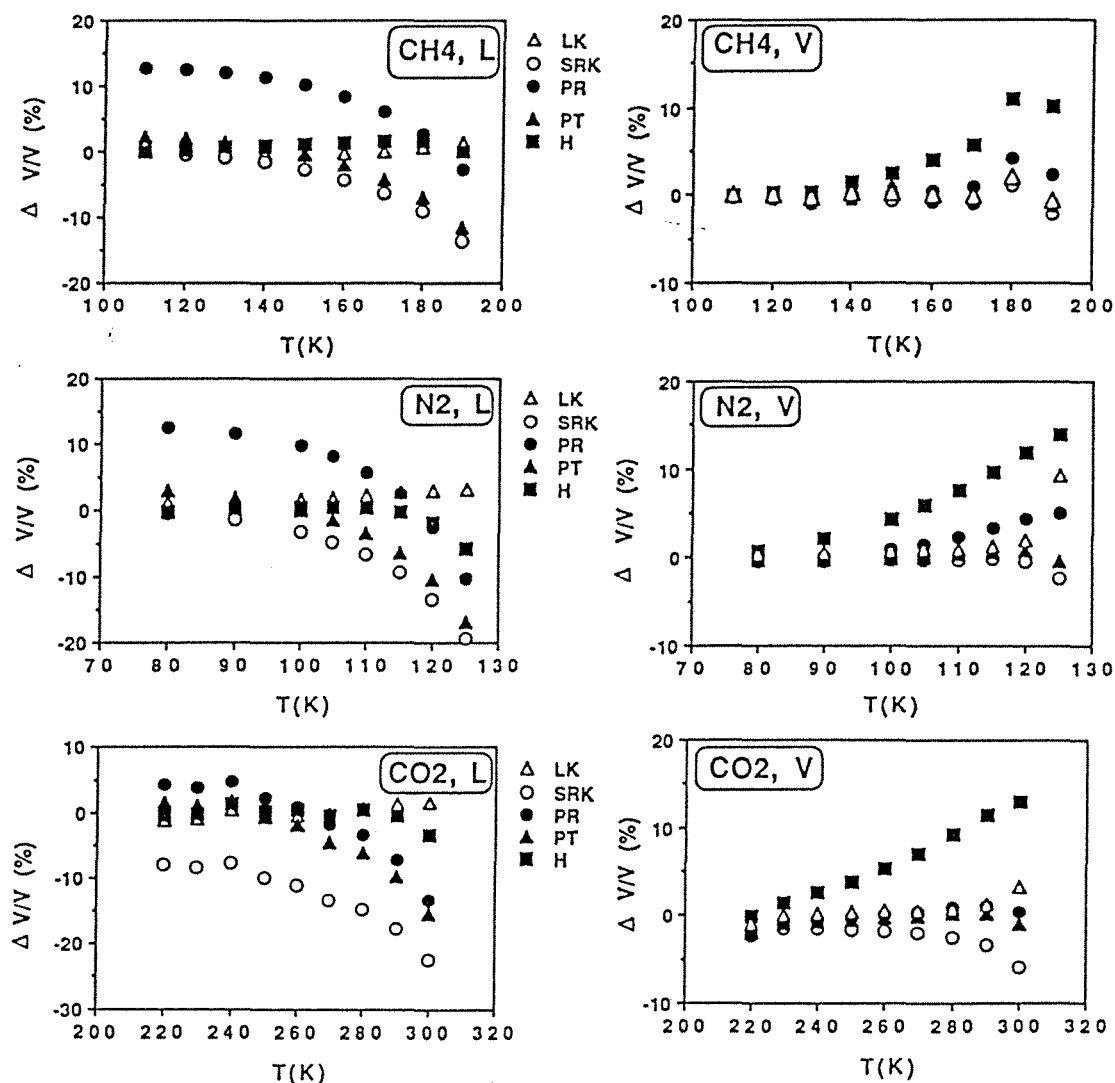 CH4, L
20
10
0
-10
-20
Δ V/V (%)
100 120 140 160 180 200
T(K)
LK
SRK
PR
PT
H
CH4, V
20
10
0
-10
Δ V/V (%)
100 120 140 160 180 200
T(K)
N2, L
20
10
0
-10
-20
Δ V/V (%)
70 80 90 100 110 120 130
T(K)
LK
SRK
PR
PT
H
N2, V
20
10
0
-10
Δ V/V (%)
70 80 90 100 110 120 130
T(K)
CO2, L
10
0
-10
-20
-30
Δ V/V (%)
200 220 240 260 280 300 320
T(K)
LK
SRK
PR
PT
H
CO2, V
20
10
0
-10
Δ V/V (%)
200 220 240 260 280 300 320
T(K)